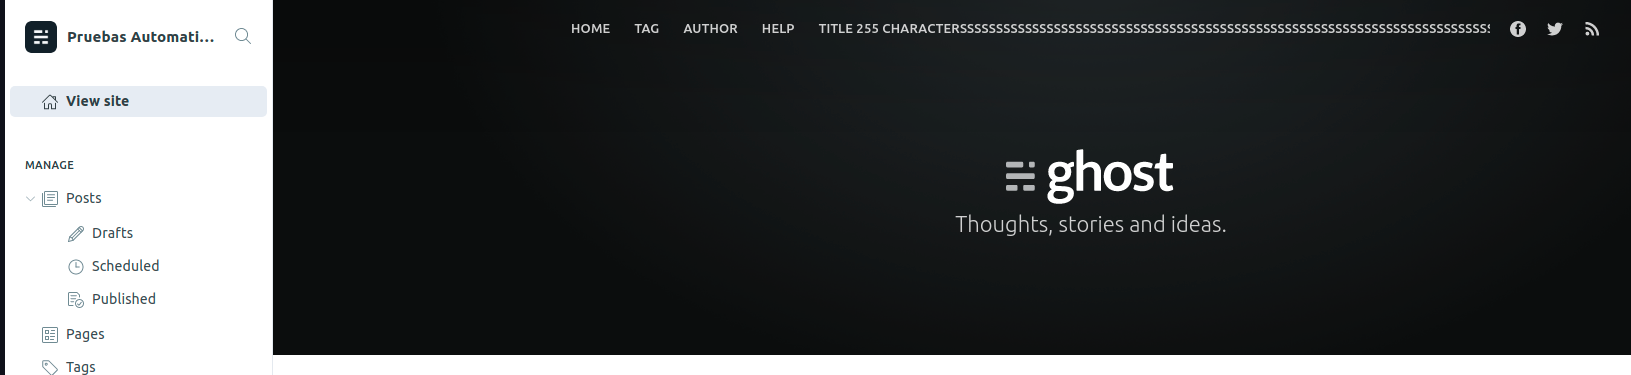 Pruebas Automati...
View site
MANAGE
Posts
Drafts
Scheduled
Published
Pages
Tags
HOME TAG AUTHOR HELP TITLE 255 CHARACTERSSSSSSSSSSSSSSSSSSSSSSSSSSSSSSSSSSSSSSSSSSSSSSSSSSSSSSSSSSSSSSSSSSSSSSSSSS
ghost
Thoughts, stories and ideas.